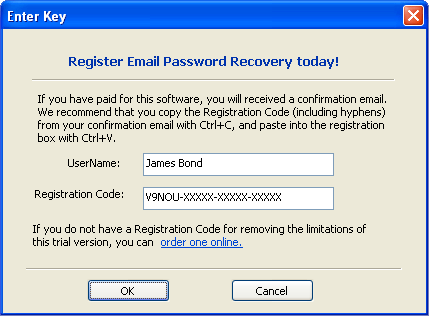 Enter Key
Register Email Password Recovery today!
If you have paid for this software, you will received a confirmation email.
We recommend that you copy the Registration Code (including hyphens)
from your confirmation email with Ctrl+C, and paste into the registration
box with Ctrl+V.
UserName: James Bond
Registration Code: V9NOU-XXXXX-XXXXX-XXXXX
If you do not have a Registration Code for removing the limitations of
this trial version, you can order one online.
OK Cancel